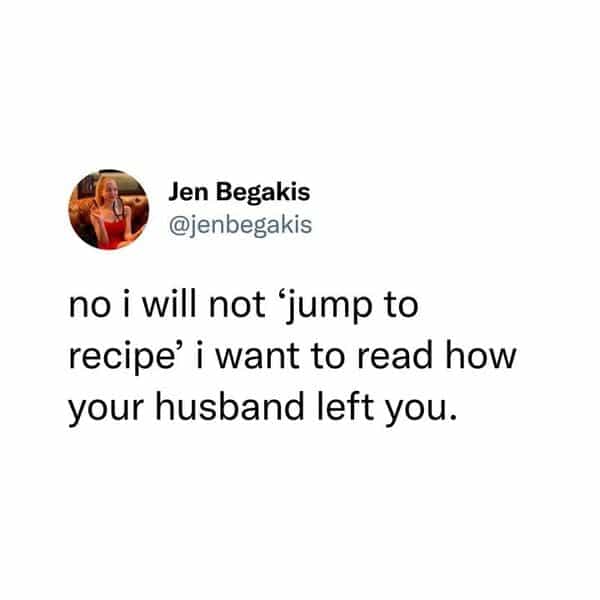 Jen Begakis
@jenbegakis
no i will not ‘jump to
recipe’ i want to read how
your husband left you.